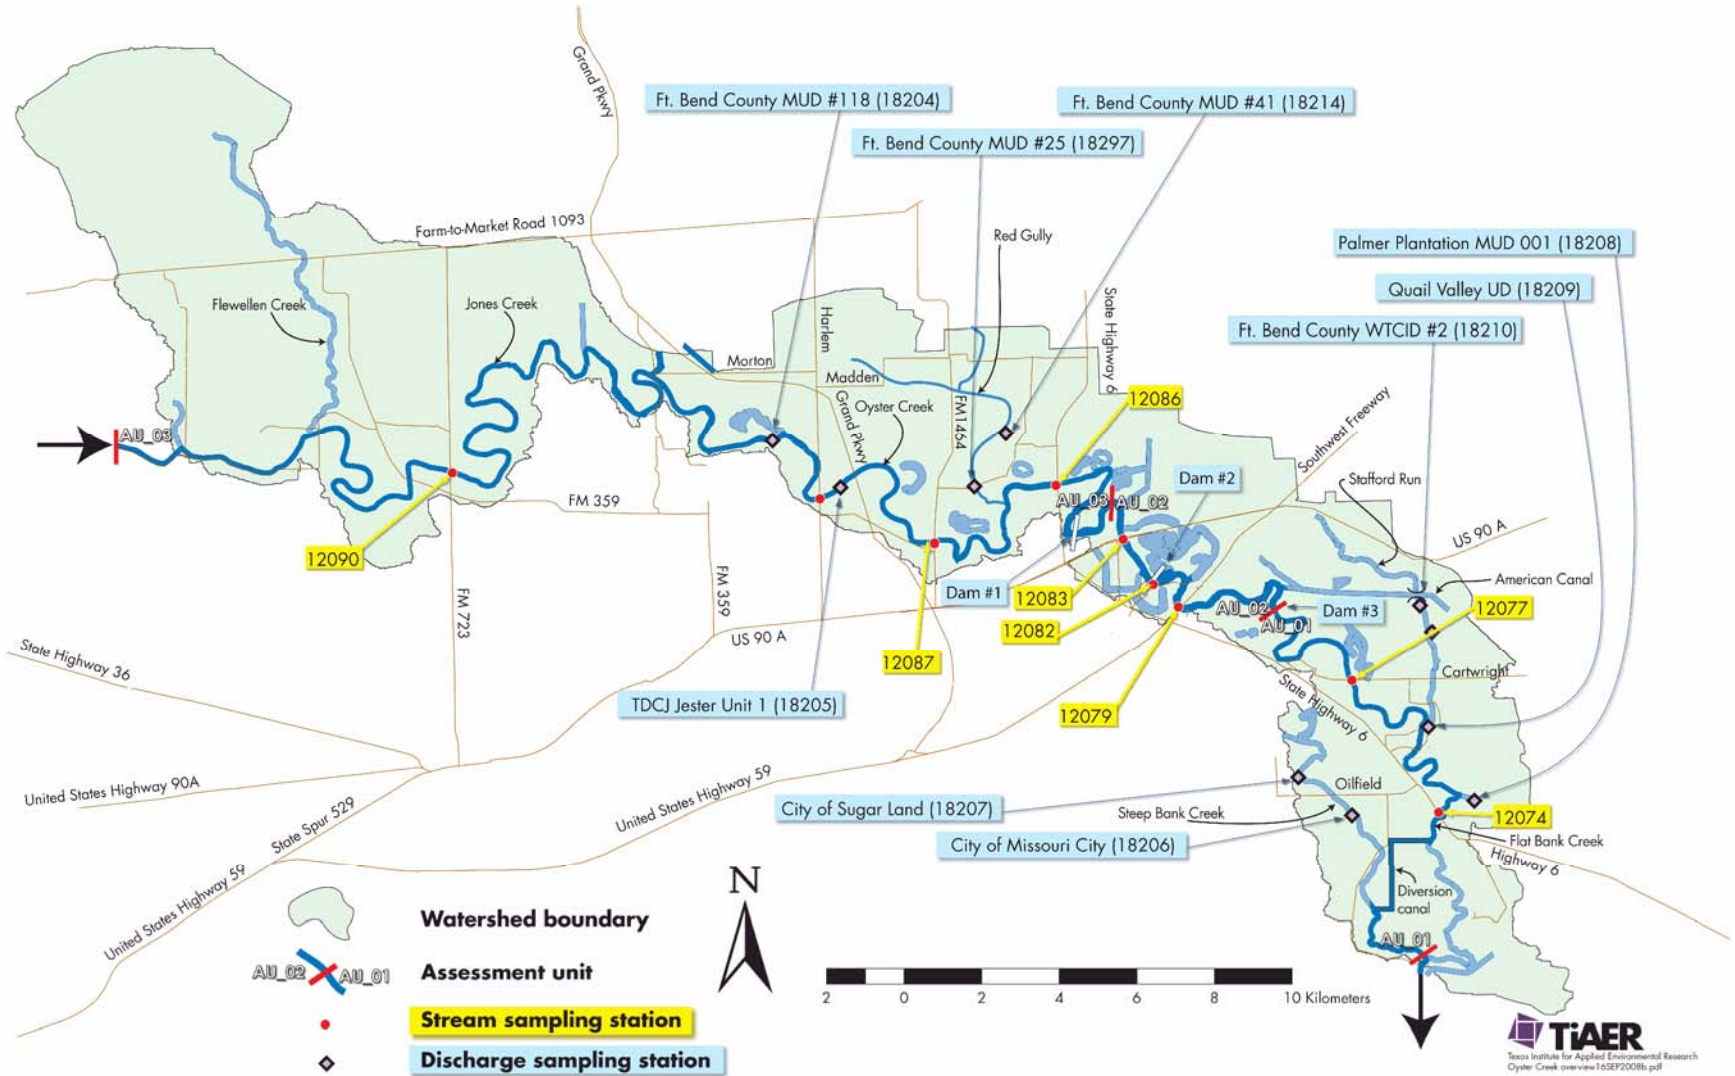 Grand Pkwy
Ft. Bend County MUD #118 (18204)
Ft. Bend County MUD #41 (18214)
Ft. Bend County MUD #25 (18297)
Farm-to-Market Road 1093
Red Gully
Palmer Plantation MUD 001 (18208)
Quail Valley UD (18209)
Ft. Bend County WTCID #2 (18210)
Flewellen Creek
Jones Creek
Harlem
State Highway 6
Morton
Madden
Grand Pkwy
Oyster Creek
FM1464
12086
Southwest Freeway
AU_03
Dam #2
Stafford Run
FM 359
AU_03
AU_02
US 90 A
12090
FM 723
FM 359
Dam #1
12083
American Canal
12077
AU_02
AU_01
Dam #3
12082
US 90 A
12087
Cartwright
State Highway 36
TDCJ Jester Unit 1 (18205)
12079
State Highway 6
United States Highway 90A
United States Highway 59
Oilfield
City of Sugar Land (18207)
Steep Bank Creek
12074
State Spur 529
City of Missouri City (18206)
Flat Bank Creek
Highway 6
United States Highway 59
Diversion
canal
AU_01
N
Watershed boundary
AU_02
AU_01
Assessment unit
2 0 2 4 6 8 10 Kilometers
Stream sampling station
Discharge sampling station
TIAER
Texas Institute for Applied Environmental Research
Oyster Creek overview16SEP2008b.pdf